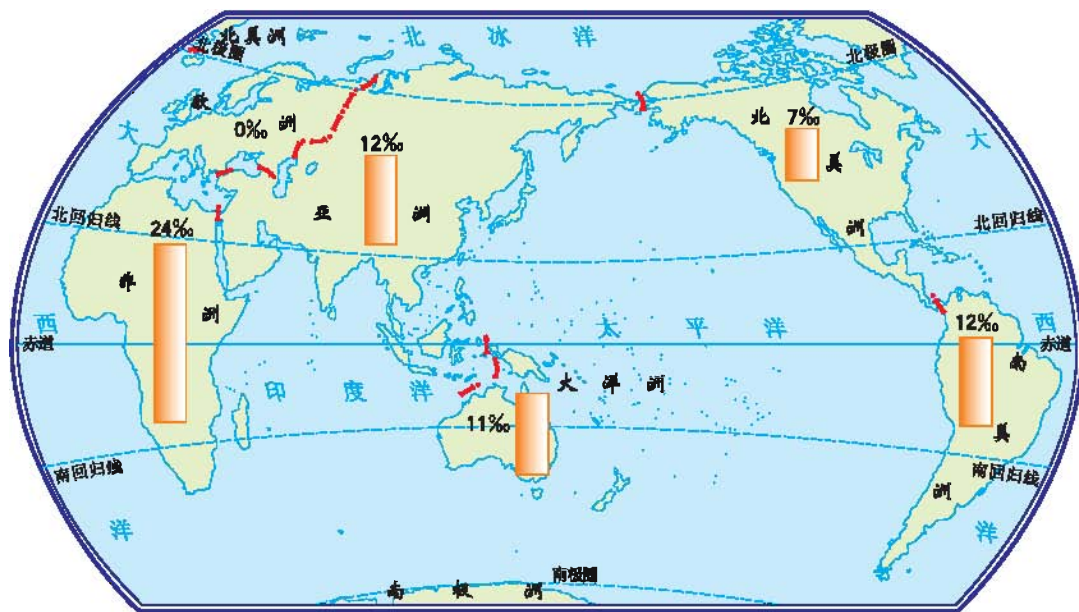 北美洲
北冰洋
北极圈
北极圈
欧洲
0‰
大
12‰
北美洲
7‰
大
亚洲
北回归线
24‰
北回归线
非洲
西
太平洋
12‰
西
赤道
赤道
南美洲
印度洋
大洋洲
11‰
南回归线
南回归线
洋
洋
南极圈
南极洲